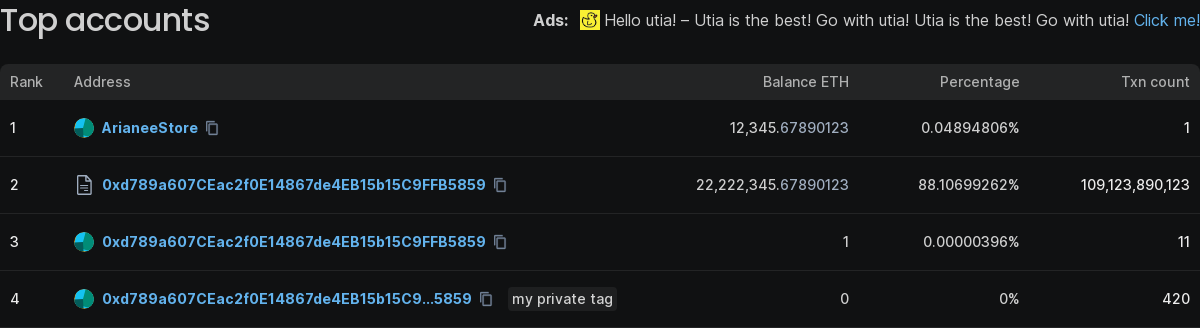 Top accounts
Ads: Hello utia! – Utia is the best! Go with utia! Utia is the best! Go with utia! Click me!
Rank Address Balance ETH Percentage Txn count
1 ArianeeStore 12,345.67890123 0.04894806% 1
2 0xd789a607CEac2f0E14867de4EB15b15C9FFB5859 22,222,345.67890123 88.10699262% 109,123,890,123
3 0xd789a607CEac2f0E14867de4EB15b15C9FFB5859 1 0.00000396% 11
4 0xd789a607CEac2f0E14867de4EB15b15C9...5859 my private tag 0 0% 420